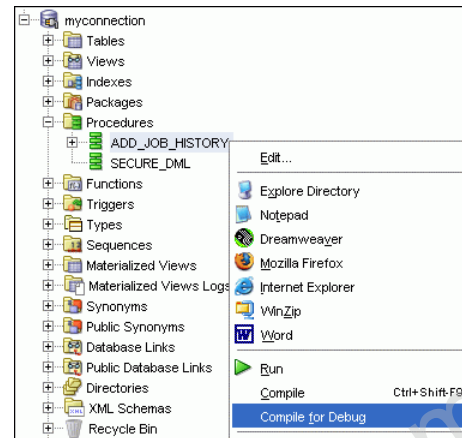 myconnection
Tables
Views
Indexes
Packages
Procedures
ADD_JOB_HISTORY
SECURE_DML
Functions
Triggers
Types
Sequences
Materialized Views
Materialized Views Logs
Synonyms
Public Synonyms
Database Links
Public Database Links
Directories
XML Schemas
Recycle Bin
Edit...
Explore Directory
Notepad
Dreamweaver
Mozilla Firefox
Internet Explorer
WinZip
Word
Run
Compile Ctrl+Shift-F9
Compile for Debug